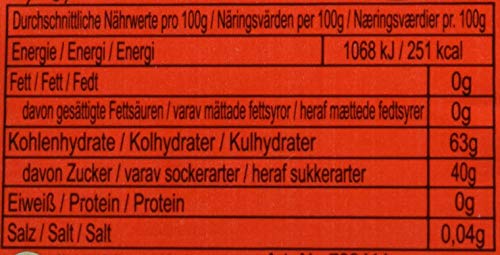 Durchschnittliche Nährwerte pro 100g/ Näringsvärden per 100g/ Næringsværdier pr. 100g
Energie / Energi / Energi 1068 kJ / 251 kcal
Fett / Fett / Fedt 0g
davon gesättigte Fettsäuren / varav mättade fettsyror / heraf mættede fedtsyrer 0g
Kohlenhydrate / Kolhydrater / Kulhydrater 63g
davon Zucker / varav sockerarter / heraf sukkerarter 40g
Eiweiß / Protein / Protein 0g
Salz / Salt / Salt 0,04g